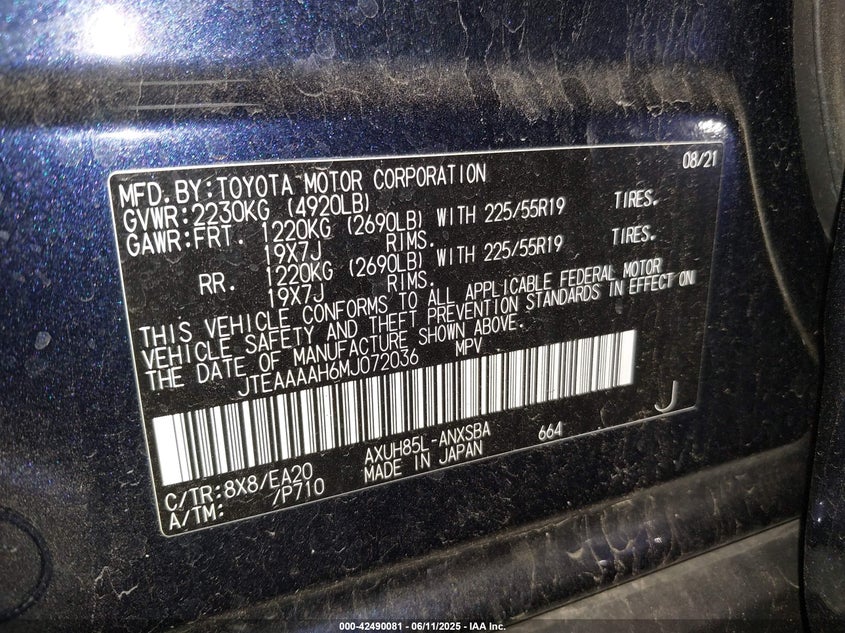 08/21
MFD.BY:TOYOTA MOTOR CORPORATION
GVWR:2230KG (4920LB)
GAWR:FRT. 1220KG (2690LB) WITH 225/55R19 TIRES.
19X7J RIMS.
RR. 1220KG (2690LB) WITH 225/55R19 TIRES.
19X7J RIMS.
THIS VEHICLE CONFORMS TO ALL APPLICABLE FEDERAL MOTOR
VEHICLE SAFETY AND THEFT PREVENTION STANDARDS IN EFFECT ON
THE DATE OF MANUFACTURE SHOWN ABOVE.
JTEAAAAH6MJ072036 MPV
J
AXUH85L-ANXSBA 664
C/TR:8X8/EA20 MADE IN JAPAN
A/TM: /P710
000-42490081 - 06/11/2025 - IAA Inc.